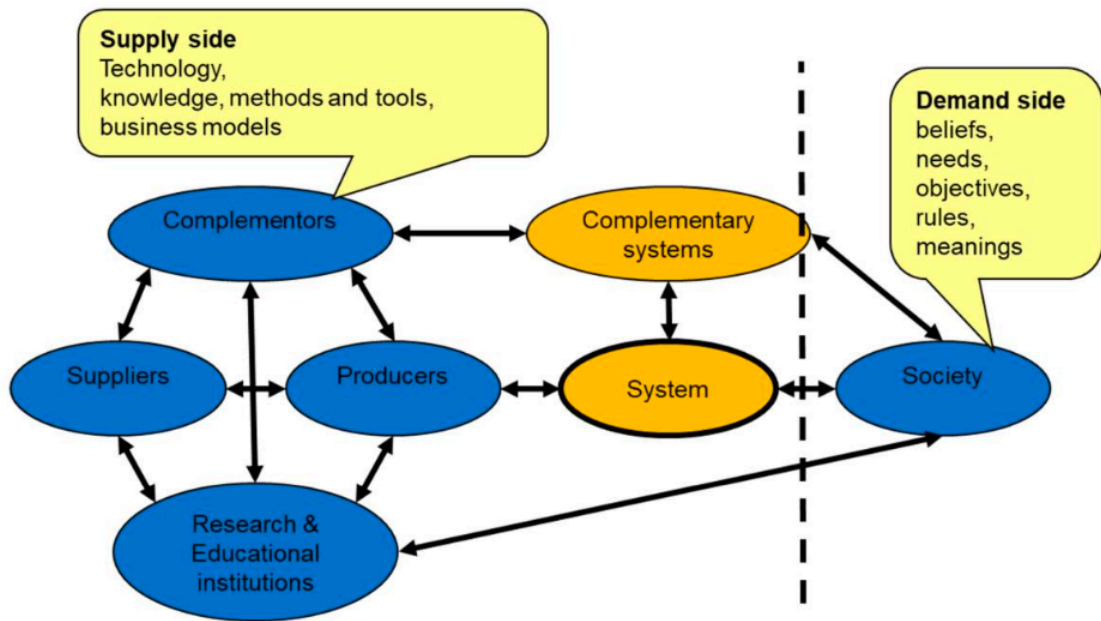 Supply side
Technology,
knowledge, methods and tools,
business models
Demand side
beliefs,
needs,
objectives,
rules,
meanings
Complementors
Complementary
systems
Suppliers
Producers
System
Society
Research &
Educational
institutions